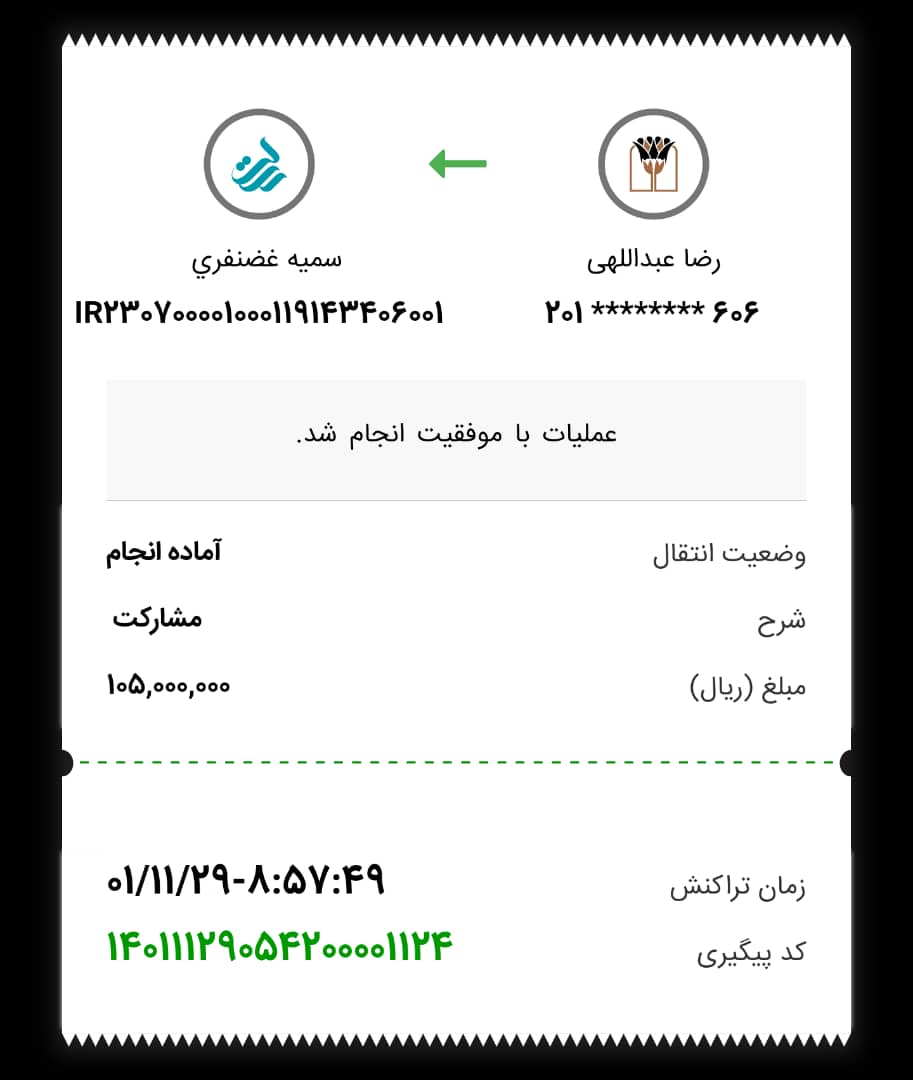 رضا عبداللهی
۲۰۱ ******** ۶۰۶
رسالت
سمیه غضنفري
IR۲۳۰۷۰۰۰۰۱۰۰۰۱۱۹۱۴۳۴۰۶۰۰۱
عملیات با موفقیت انجام شد.
وضعیت انتقال آماده انجام
شرح مشارکت
مبلغ (ریال) ۱۰۵,۰۰۰,۰۰۰
زمان تراکنش ۰۱/۱۱/۲۹-۸:۵۷:۴۹
کد پیگیری ۱۴۰۱۱۱۲۹۰۵۴۲۰۰۰۰۱۱۲۴